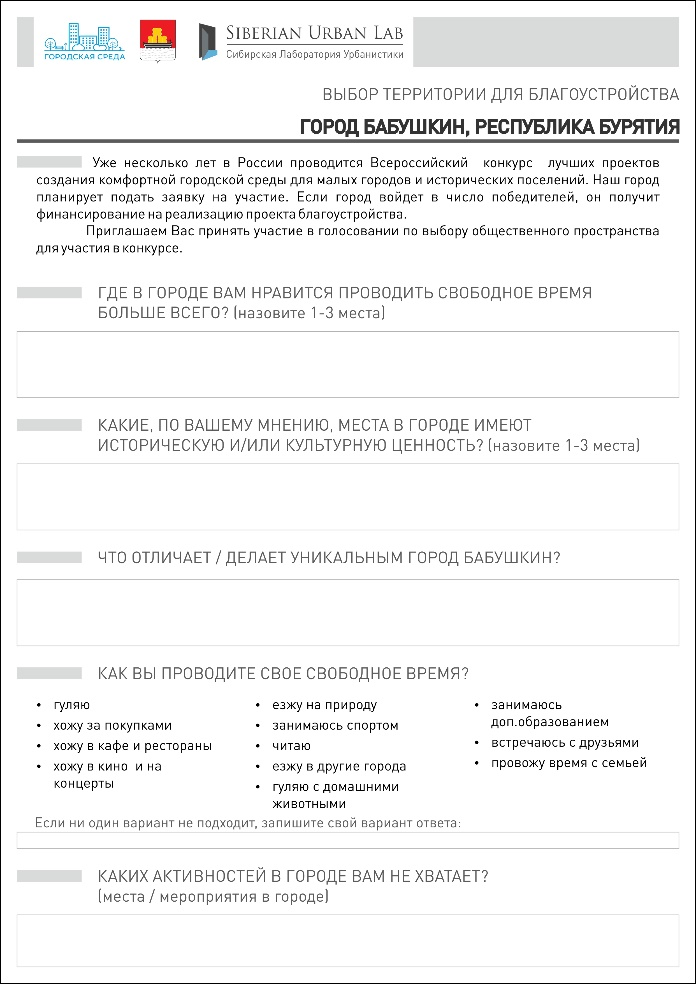 ГОРОДСКАЯ СРЕДА
SIBERIAN URBAN LAB
Сибирская Лаборатория Урбанистики
ВЫБОР ТЕРРИТОРИИ ДЛЯ БЛАГОУСТРОЙСТВА
ГОРОД БАБУШКИН, РЕСПУБЛИКА БУРЯТИЯ
Уже несколько лет в России проводится Всероссийский конкурс лучших проектов
создания комфортной городской среды для малых городов и исторических поселений. Наш город
планирует подать заявку на участие. Если город войдет в число победителей, он получит
финансирование на реализацию проекта благоустройства.
Приглашаем Вас принять участие в голосовании по выбору общественного пространства
для участия в конкурсе.
ГДЕ В ГОРОДЕ ВАМ НРАВИТСЯ ПРОВОДИТЬ СВОБОДНОЕ ВРЕМЯ
БОЛЬШЕ ВСЕГО? (назовите 1-3 места)
КАКИЕ, ПО ВАШЕМУ МНЕНИЮ, МЕСТА В ГОРОДЕ ИМЕЮТ
ИСТОРИЧЕСКУЮ И/ИЛИ КУЛЬТУРНУЮ ЦЕННОСТЬ? (назовите 1-3 места)
ЧТО ОТЛИЧАЕТ / ДЕЛАЕТ УНИКАЛЬНЫМ ГОРОД БАБУШКИН?
КАК ВЫ ПРОВОДИТЕ СВОЕ СВОБОДНОЕ ВРЕМЯ?
• гуляю
• хожу за покупками
• хожу в кафе и рестораны
• хожу в кино и на
концерты
• езжу на природу
• занимаюсь спортом
• читаю
• езжу в другие города
• гуляю с домашними
животными
• занимаюсь
доп.образованием
• встречаюсь с друзьями
• провожу время с семьей
Если ни один вариант не подходит, запишите свой вариант ответа:
КАКИХ АКТИВНОСТЕЙ В ГОРОДЕ ВАМ НЕ ХВАТАЕТ?
(места / мероприятия в городе)